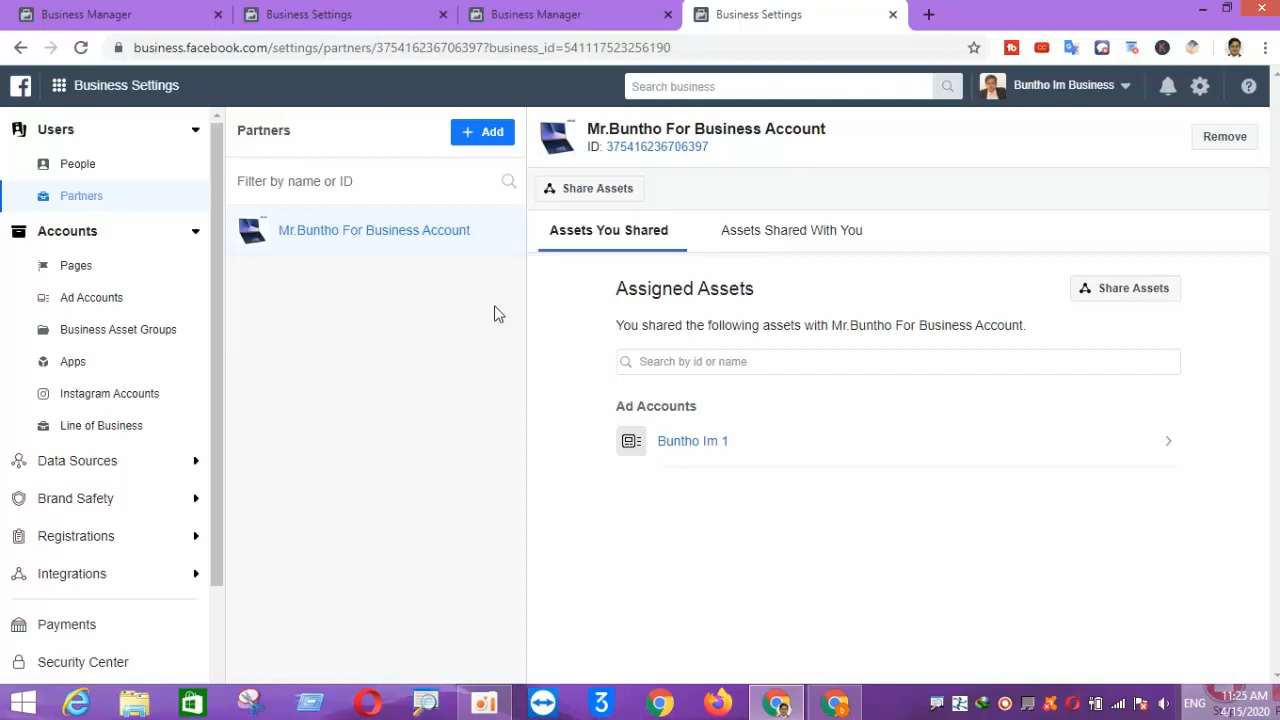 Business Manager
Business Settings
Business Manager
Business Settings
business.facebook.com/settings/partners/375416236706397?business_id=541117523256190
Business Settings
Search business
Buntho Im Business
Users
People
Partners
Accounts
Pages
Ad Accounts
Business Asset Groups
Apps
Instagram Accounts
Line of Business
Data Sources
Brand Safety
Registrations
Integrations
Payments
Security Center
Partners
+ Add
Filter by name or ID
Mr.Buntho For Business Account
Mr.Buntho For Business Account
ID: 375416236706397
Remove
Share Assets
Assets You Shared
Assets Shared With You
Assigned Assets
Share Assets
You shared the following assets with Mr.Buntho For Business Account.
Search by id or name
Ad Accounts
Buntho Im 1
ENG
11:25 AM
4/15/2020